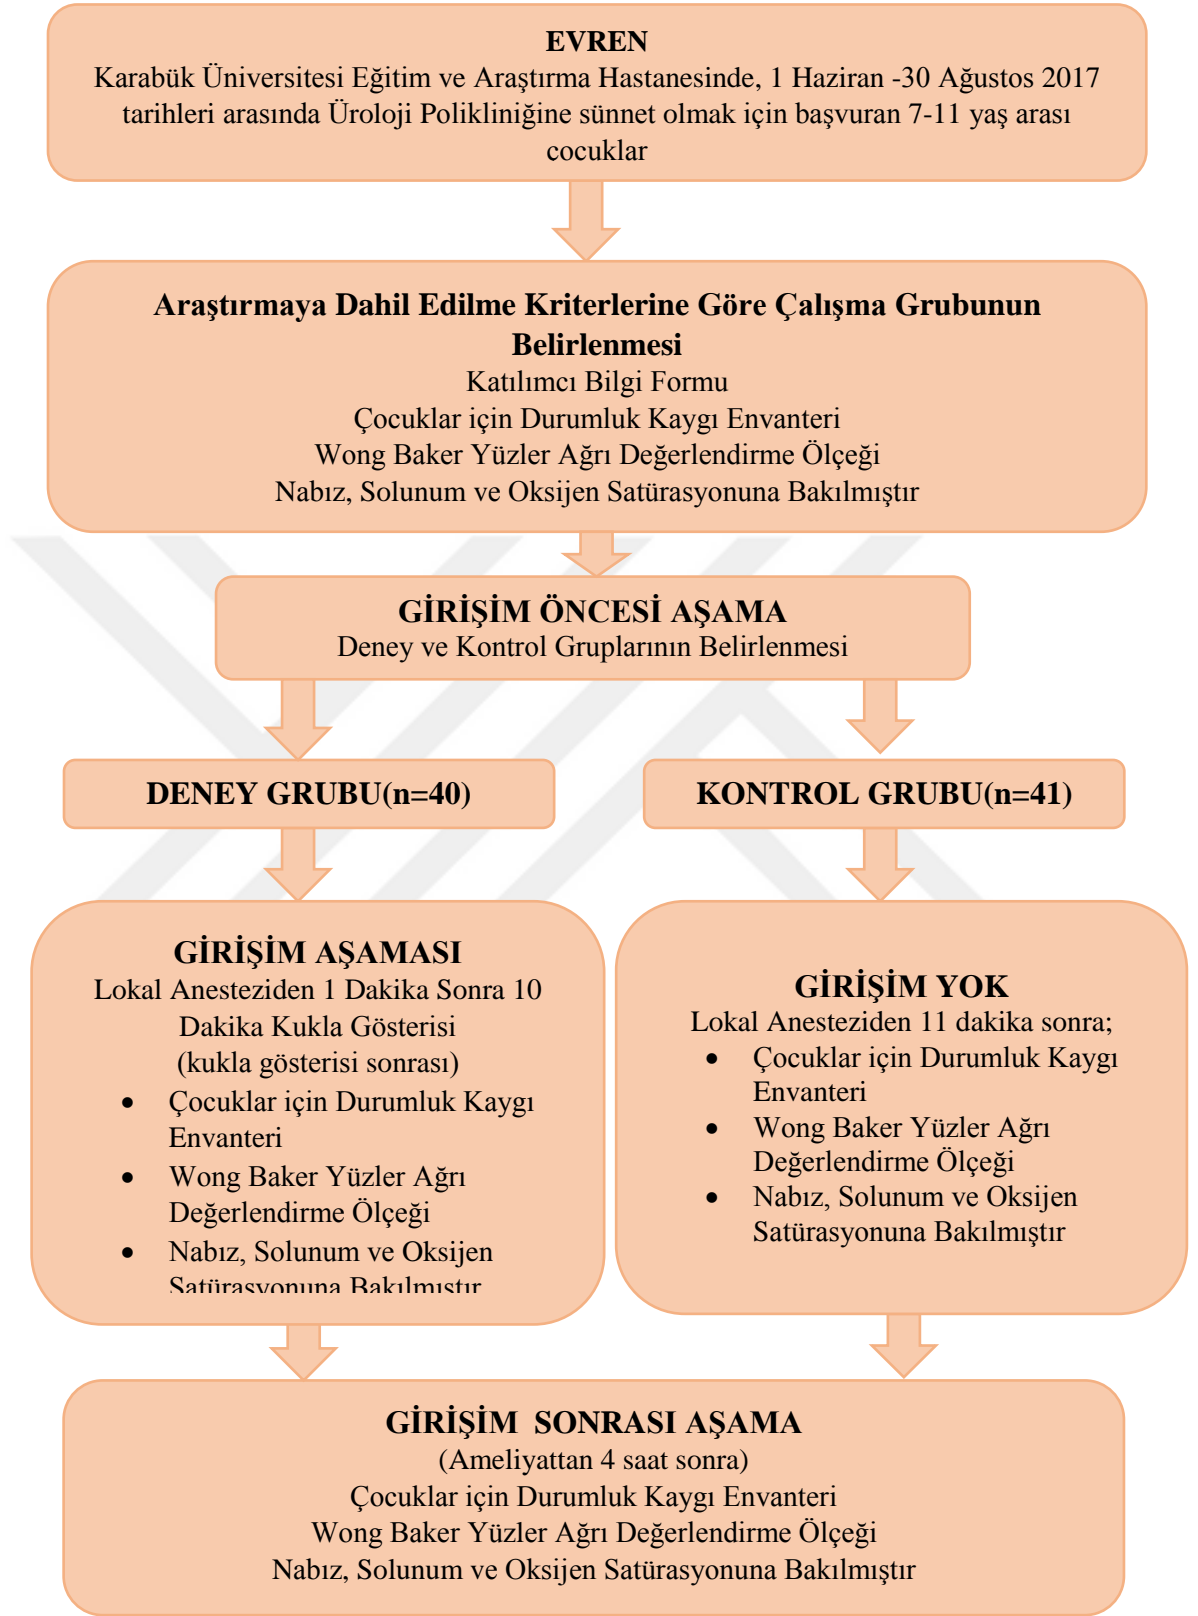 EVREN
Karabük Üniversitesi Eğitim ve Araştırma Hastanesinde, 1 Haziran -30 Ağustos 2017
tarihleri arasında Üroloji Polikliniğine sünnet olmak için başvuran 7-11 yaş arası
cocuklar
Araştırmaya Dahil Edilme Kriterlerine Göre Çalışma Grubunun
Belirlenmesi
Katılımcı Bilgi Formu
Çocuklar için Durumluk Kaygı Envanteri
Wong Baker Yüzler Ağrı Değerlendirme Ölçeği
Nabız, Solunum ve Oksijen Satürasyonuna Bakılmıştır
GİRİŞİM ÖNCESİ AŞAMA
Deney ve Kontrol Gruplarının Belirlenmesi
DENEY GRUBU(n=40)
KONTROL GRUBU(n=41)
GİRİŞİM AŞAMASI
Lokal Anesteziden 1 Dakika Sonra 10
Dakika Kukla Gösterisi
(kukla gösterisi sonrası)
• Çocuklar için Durumluk Kaygı
Envanteri
• Wong Baker Yüzler Ağrı
Değerlendirme Ölçeği
• Nabız, Solunum ve Oksijen
Satürasyonuna Bakılmıştır
GİRİŞİM YOK
Lokal Anesteziden 11 dakika sonra;
• Çocuklar için Durumluk Kaygı
Envanteri
• Wong Baker Yüzler Ağrı
Değerlendirme Ölçeği
• Nabız, Solunum ve Oksijen
Satürasyonuna Bakılmıştır
GİRİŞİM SONRASI AŞAMA
(Ameliyattan 4 saat sonra)
Çocuklar için Durumluk Kaygı Envanteri
Wong Baker Yüzler Ağrı Değerlendirme Ölçeği
Nabız, Solunum ve Oksijen Satürasyonuna Bakılmıştır